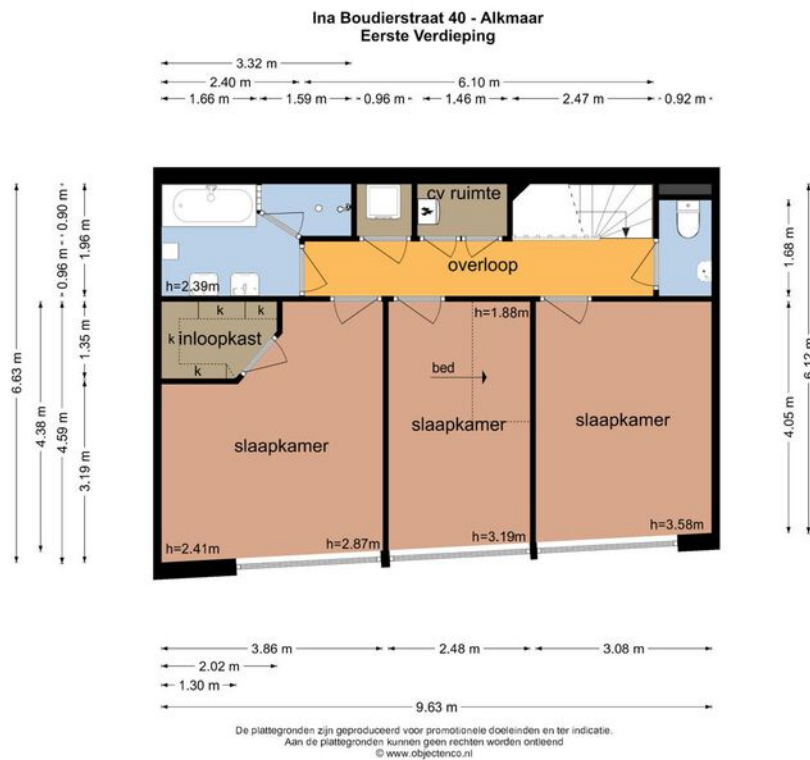 Ina Boudierstraat 40 - Alkmaar
Eerste Verdieping
3.32 m
2.40 m
6.10 m
1.66 m
1.59 m
0.96 m
1.46 m
2.47 m
0.92 m
cv ruimte
overloop
h=2.39m
k
k
k
inloopkast
k
h=1.88m
bed
slaapkamer
slaapkamer
slaapkamer
h=2.41m
h=2.87m
h=3.19m
h=3.58m
6.63 m
4.38 m
0.96 m
0.90 m
4.59 m
1.96 m
1.35 m
3.19 m
1.68 m
4.05 m
6.12 m
3.86 m
2.48 m
3.08 m
2.02 m
1.30 m
9.63 m
De plattegronden zijn geproduceerd voor promotionele doeleinden en ter indicatie.
Aan de plattegronden kunnen geen rechten worden ontleend
© www.objectenco.nl